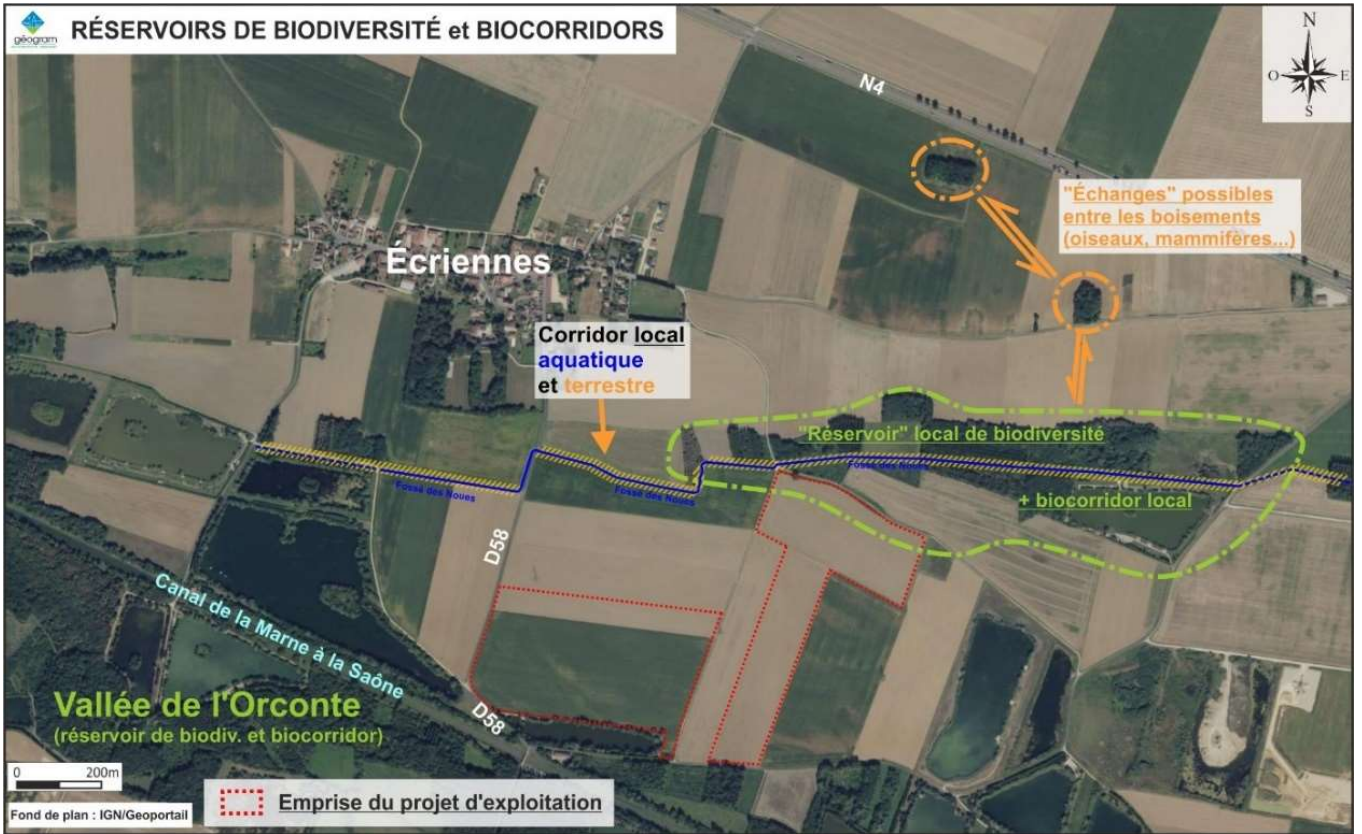 géogram
RÉSERVOIRS DE BIODIVERSITÉ et BIOCORRIDORS
N
O
E
S
N4
"Échanges" possibles
entre les boisements
(oiseaux, mammifères...)
Écriennes
Corridor local
aquatique
et terrestre
"Réservoir" local de biodiversité
Fossé des Noues
Fossé des Noues
Fossé des Noues
+ biocorridor local
D58
Canal de la Marne à la Saône
Vallée de l'Orconte
(réservoir de biodiv. et biocorridor)
D58
0 200m
Emprise du projet d'exploitation
Fond de plan : IGN/Geoportail